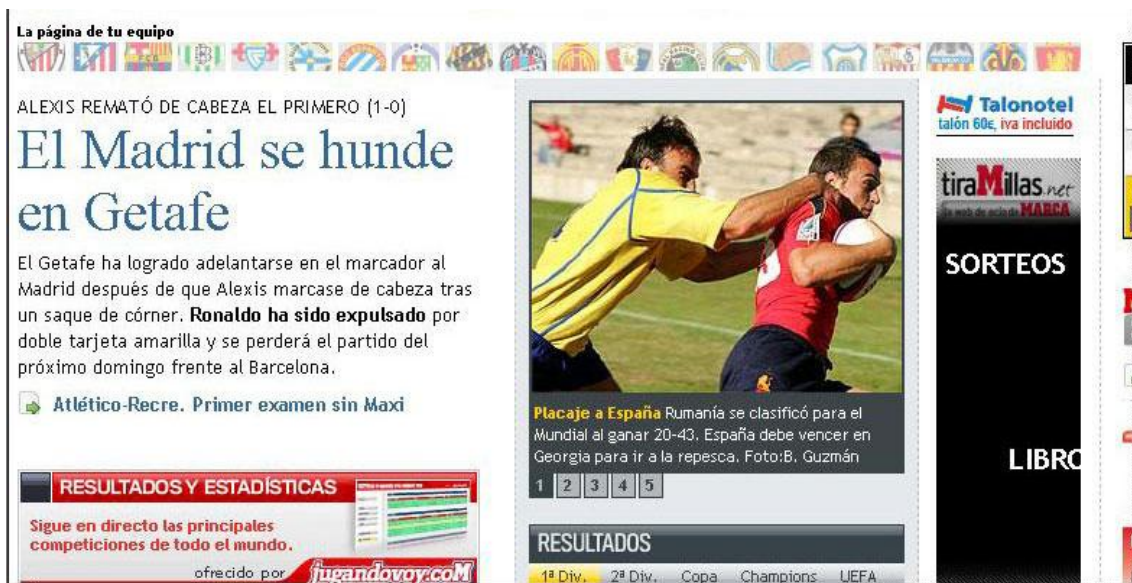 La página de tu equipo
ALEXIS REMATÓ DE CABEZA EL PRIMERO (1-0)
El Madrid se hunde
en Getafe
El Getafe ha logrado adelantarse en el marcador al
Madrid después de que Alexis marcase de cabeza tras
un saque de córner. Ronaldo ha sido expulsado por
doble tarjeta amarilla y se perderá el partido del
próximo domingo frente al Barcelona.
Atlético-Recre. Primer examen sin Maxi
RESULTADOS Y ESTADÍSTICAS
Sigue en directo las principales
competiciones de todo el mundo.
ofrecido por jugandovoy.coM
Placaje a España Rumanía se clasificó para el
Mundial al ganar 20-43. España debe vencer en
Georgia para ir a la repesca. Foto:B. Guzmán
1 2 3 4 5
RESULTADOS
1ª Div. 2ª Div. Copa Champions UEFA
Talonotel
talón 60€, iva incluido
tiraMillas.net
la web de ocio de MARCA
SORTEOS
LIBRO